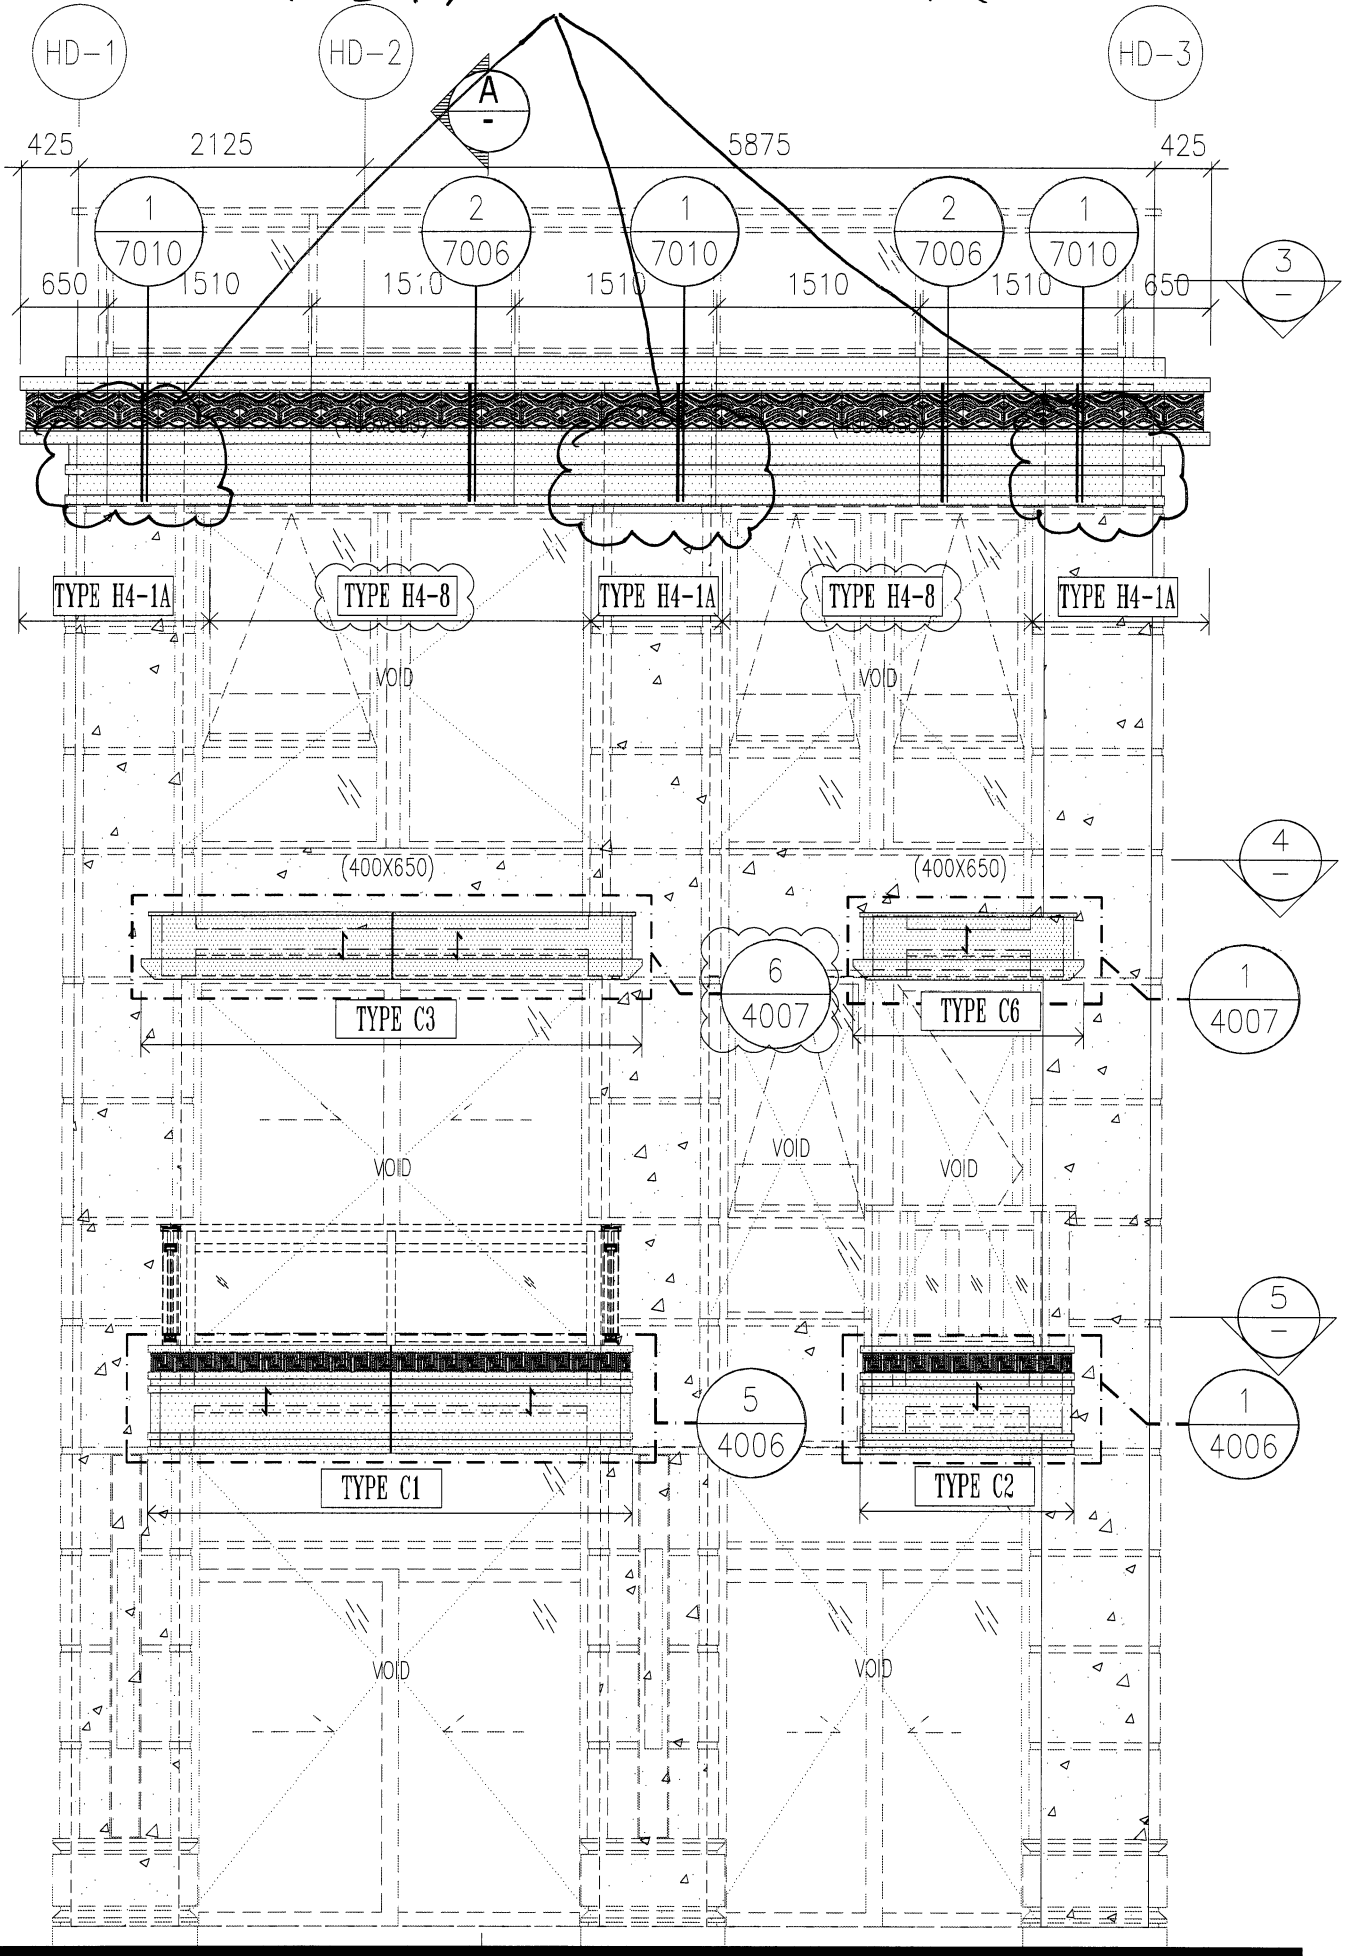 HD-1 HD-2 HD-3
A
-
425 2125 5875 425
1 2 1 2 1
7010 7006 7010 7006 7010
3
-
650 1510 1510 1510 1510 1510 650
TYPE H4-1A TYPE H4-8 TYPE H4-1A TYPE H4-8 TYPE H4-1A
VOID VOID
4
-
(400X650) (400X650)
6 1
4007 4007
TYPE C3 TYPE C6
VOID VOID VOID
5
-
5 1
4006 4006
TYPE C1 TYPE C2
VOID VOID